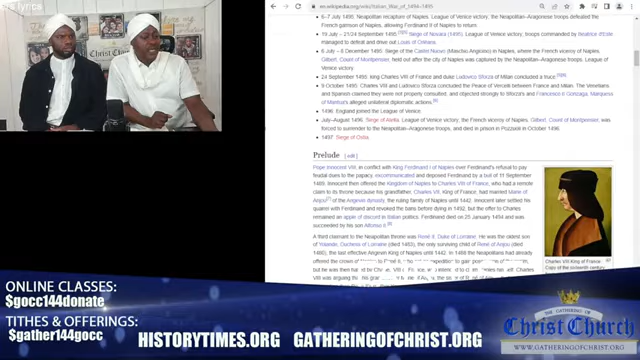 lyrics
en.wikipedia.org/wiki/Italian_War_of_1494–1495
6–7 July 1495: Neapolitan recapture of Naples. League of Venice victory; the Neapolitan-Aragonese troops defeated the
French garrison, allowing Ferdinand II of Naples to return.
19 July – 21/24 September 1495: Siege of Novara (1495). League of Venice victory; troops commanded by Beatrice d'Este
managed to defeat and drive out Louis of Orleans.
6 July – 8 December 1495: Siege of the Castel Nuovo (Maschio Angioino) in Naples, where the French viceroy of Naples,
Gilbert, Count of Montpensier, held out after the city of Naples was captured by the Neapolitan-Aragonese troops. League of
Venice victory
24 September 1495: king Charles VIII of France and duke Ludovico Sforza of Milan concluded a truce.
9 October 1495: Charles VIII and Ludovico Sforza concluded the Peace of Vercelli between France and Milan. The Venetians
and Spanish claimed they were not properly consulted, and objected strongly to Sforza's and Francesco II Gonzaga, Marquess
of Mantua's alleged unilateral diplomatic actions.
1496: England joined the League of Venice.
July–August 1496: Siege of Atella. League of Venice victory, the French viceroy of Naples, Gilbert, Count of Montpensier, was
forced to surrender to the Neapolitan-Aragonese troops, and died in prison in Pozzuoli in October 1496.
1497: Siege of Ostia.
Prelude [edit]
Pope Innocent VIII, in conflict with King Ferdinand I of Naples over Ferdinand's refusal to pay
feudal dues to the papacy, excommunicated and deposed Ferdinand by a bull of 11 September
1489. Innocent then offered the Kingdom of Naples to Charles VIII of France, who had a remote
claim to its throne because his grandfather, Charles VII, King of France, had married Marie of
Anjou of the Angevin dynasty, the ruling family of Naples until 1442. Innocent later settled his
quarrel with Ferdinand and revoked the bans before dying in 1492, but the offer to Charles
remained an apple of discord in Italian politics. Ferdinand died on 25 January 1494 and was
succeeded by his son Alfonso II.
A third claimant to the Neapolitan throne was René II, Duke of Lorraine. He was the oldest son
of Yolande, Duchess of Lorraine (died 1483), the only surviving child of René of Anjou (died
1480), the last effective Angevin King of Naples until 1442. In 1488 the Neapolitans had already
Charles VIII, King of France.
Copy of the sixteenth century
ONLINE CLASSES:
$gocc144donate
TITHES & OFFERINGS:
$gather144gocc
HISTORYTIMES.ORG GATHERINGOFCHRIST.ORG
THE GATHERING OF
Christ Church
WWW.GATHERINGOFCHRIST.ORG